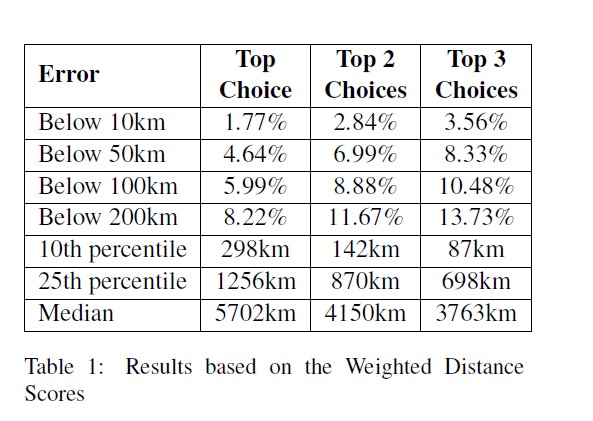 Error Top Choice Top 2 Choices Top 3 Choices
Below 10km 1.77% 2.84% 3.56%
Below 50km 4.64% 6.99% 8.33%
Below 100km 5.99% 8.88% 10.48%
Below 200km 8.22% 11.67% 13.73%
10th percentile 298km 142km 87km
25th percentile 1256km 870km 698km
Median 5702km 4150km 3763km
Table 1: Results based on the Weighted Distance
Scores